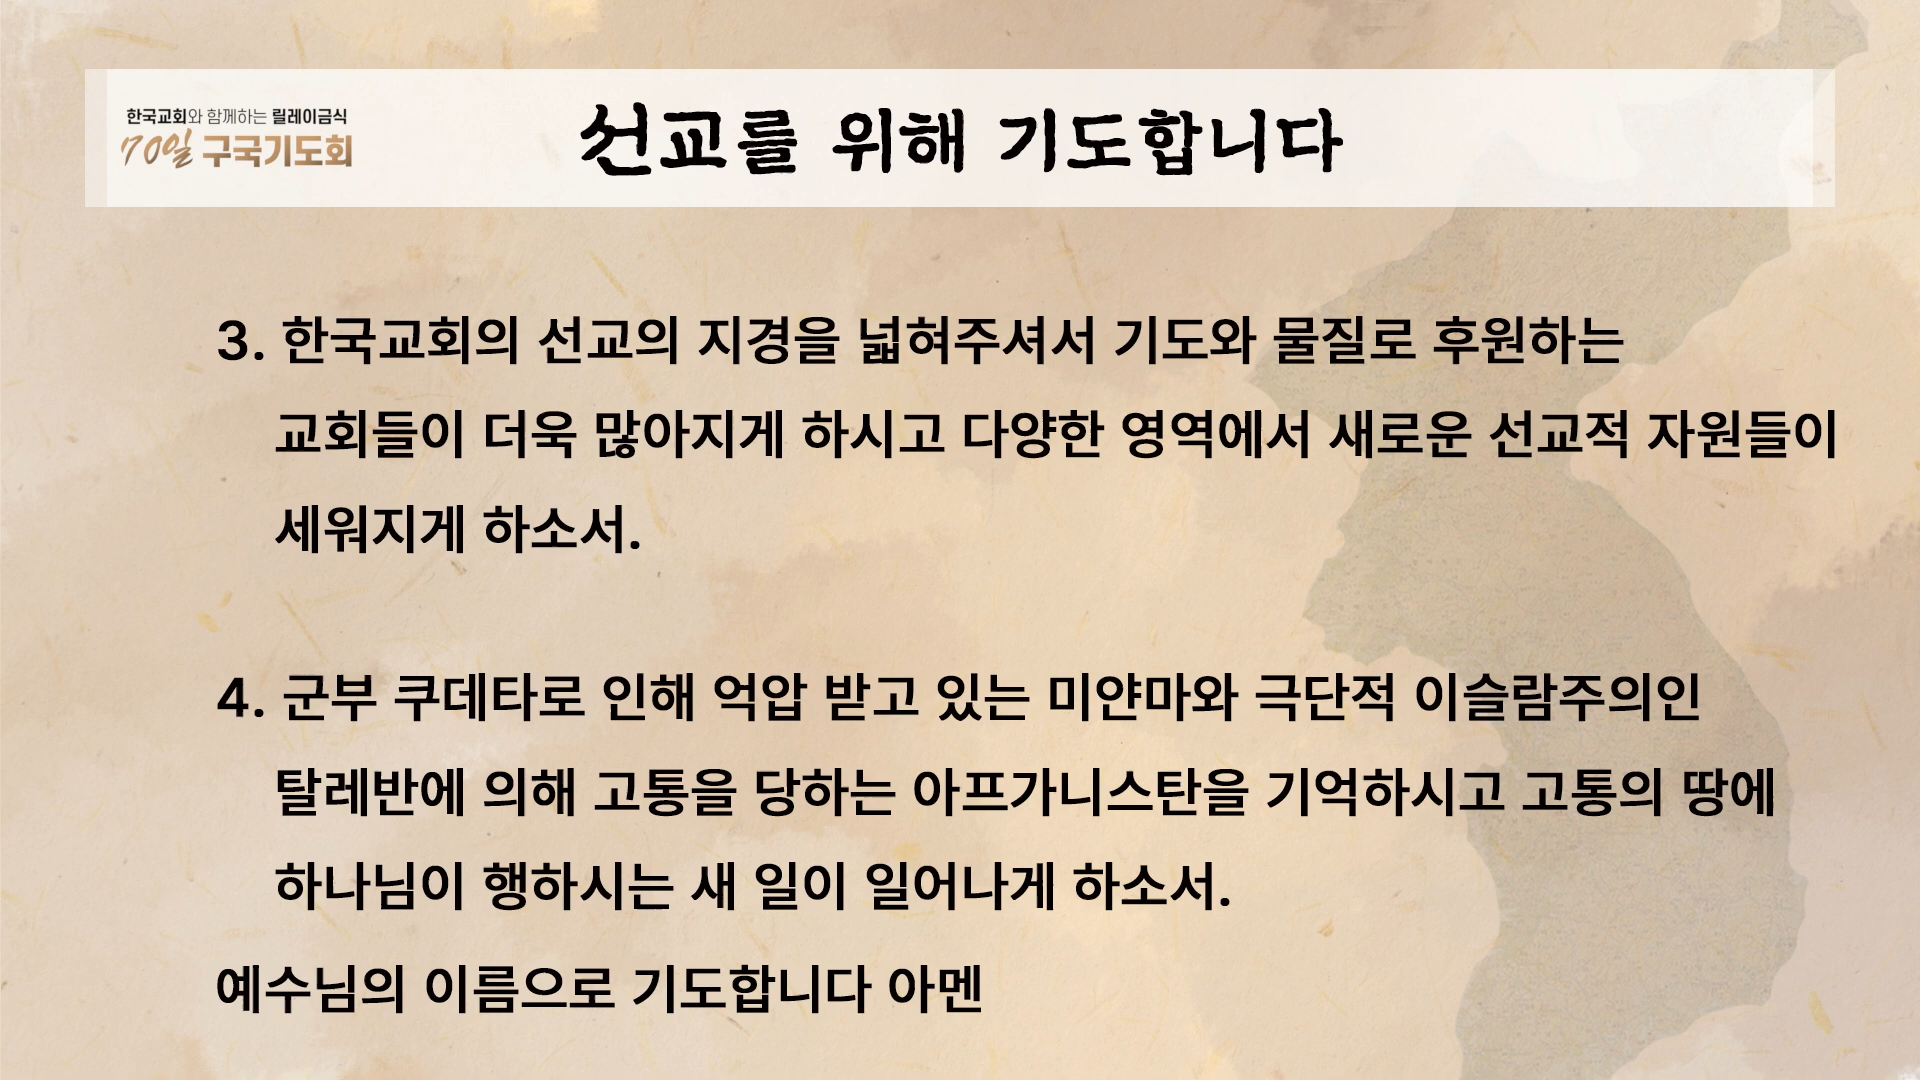 한국교회와 함께하는 릴레이금식
70일 구국기도회
선교를 위해 기도합니다
3. 한국교회의 선교의 지경을 넓혀주셔서 기도와 물질로 후원하는
교회들이 더욱 많아지게 하시고 다양한 영역에서 새로운 선교적 자원들이
세워지게 하소서.
4. 군부 쿠데타로 인해 억압 받고 있는 미얀마와 극단적 이슬람주의인
탈레반에 의해 고통을 당하는 아프가니스탄을 기억하시고 고통의 땅에
하나님이 행하시는 새 일이 일어나게 하소서.
예수님의 이름으로 기도합니다 아멘